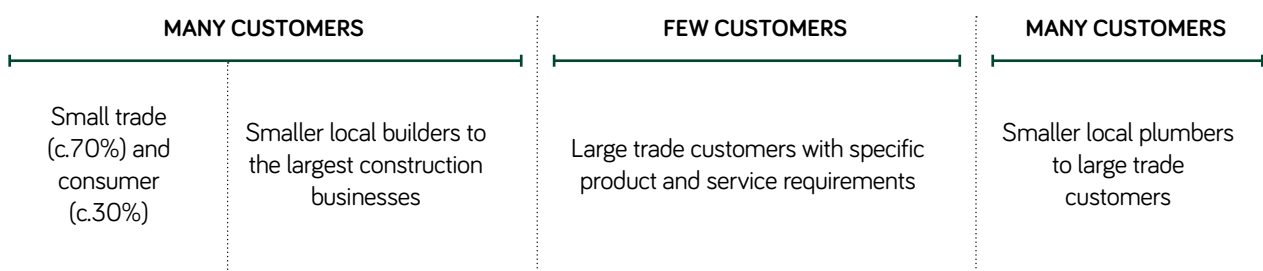 MANY CUSTOMERS
FEW CUSTOMERS
MANY CUSTOMERS
Small trade
(c.70%) and
consumer
(c.30%)
Smaller local builders to
the largest construction
businesses
Large trade customers with specific
product and service requirements
Smaller local plumbers
to large trade
customers